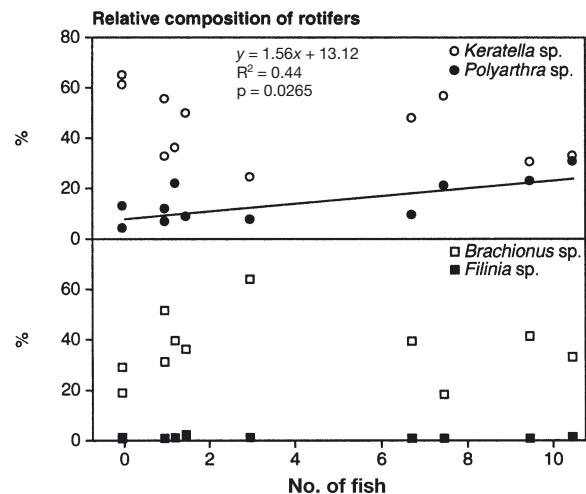 Relative composition of rotifers
80
60
40
20
0
%
y = 1.56x + 13.12
R² = 0.44
p = 0.0265
Keratella sp.
Polyarthra sp.
60
40
20
0
%
Brachionus sp.
Filinia sp.
0 2 4 6 8 10
No. of fish